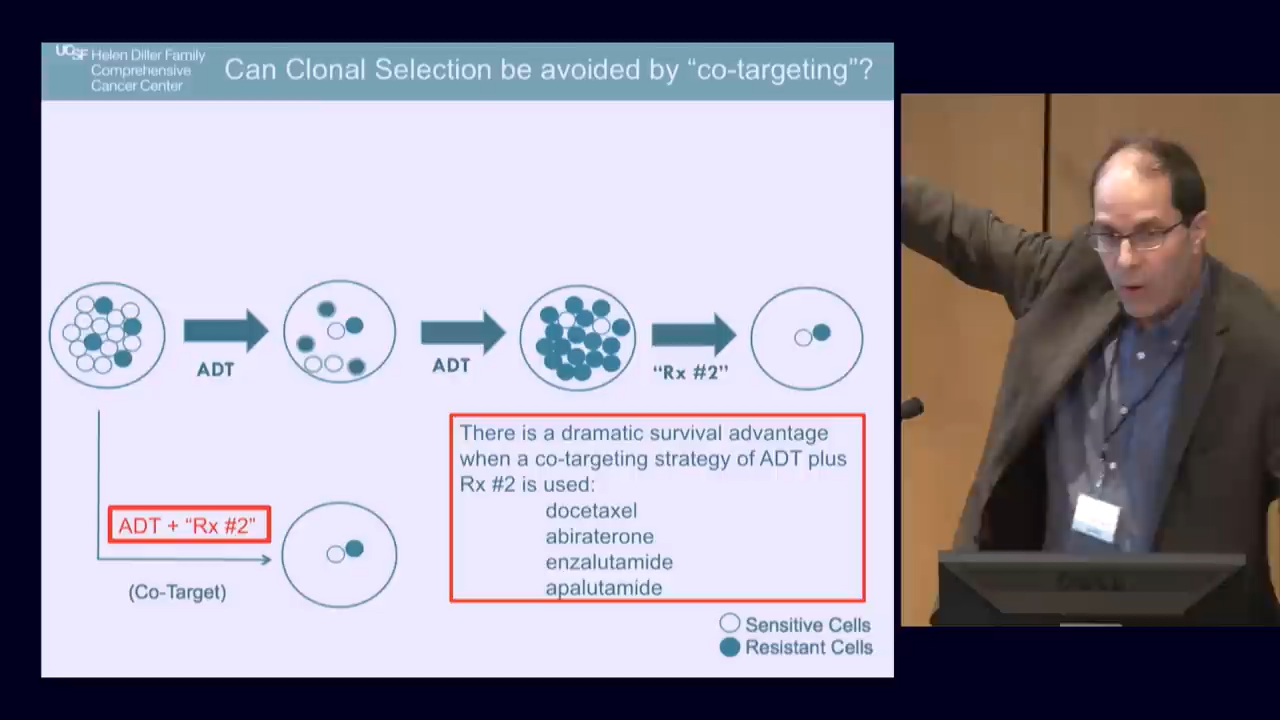 UCSF Helen Diller Family
Comprehensive
Cancer Center
Can Clonal Selection be avoided by “co-targeting”?
ADT
ADT
“Rx #2”
There is a dramatic survival advantage
when a co-targeting strategy of ADT plus
Rx #2 is used:
docetaxel
abiraterone
enzalutamide
apalutamide
ADT + “Rx #2”
(Co-Target)
Sensitive Cells
Resistant Cells
DELL